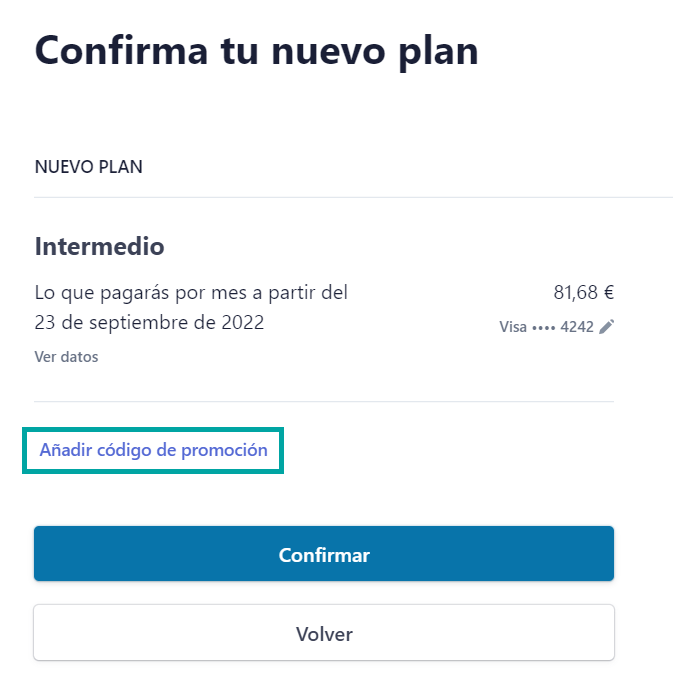 Confirma tu nuevo plan
NUEVO PLAN
Intermedio
Lo que pagarás por mes a partir del
23 de septiembre de 2022
81,68 €
Visa •••• 4242
Ver datos
Añadir código de promoción
Confirmar
Volver